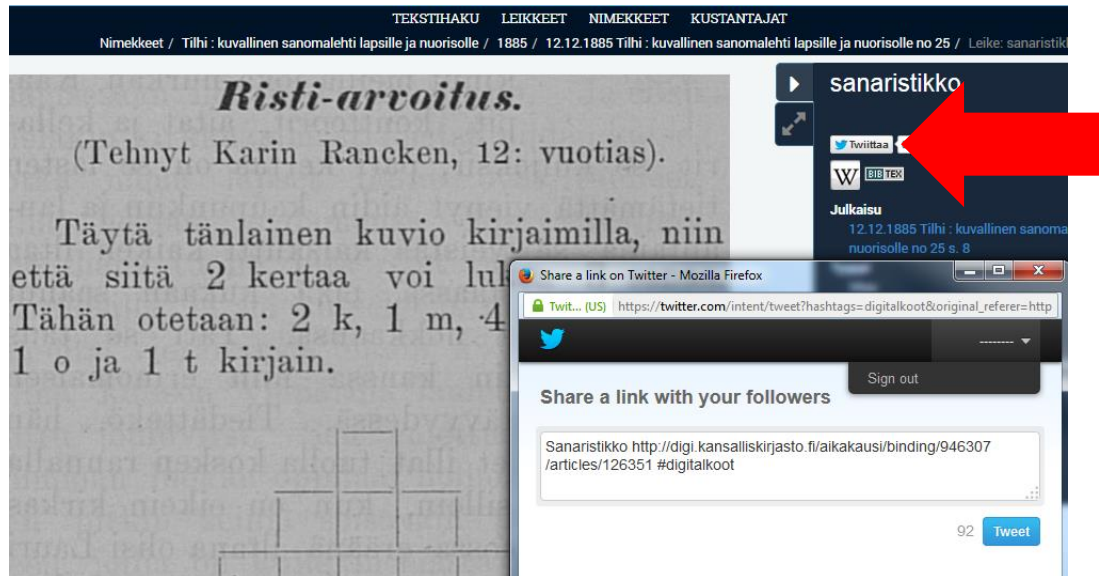 TEKSTIHAKU LEIKKEET NIMEKKEET KUSTANTAJAT
Nimekkeet / Tilhi : kuvallinen sanomalehti lapsille ja nuorisolle / 1885 / 12.12.1885 Tilhi : kuvallinen sanomalehti lapsille ja nuorisolle no 25 / Leike:
Risti-arvoitus.
(Tehnyt Karin Rancken, 12: vuotias).
Täytä tänlainen kuvio kirjaimilla, niin
että siitä 2 kertaa voi
Tähän otetaan: 2 k, 1 m, 4
1 o ja 1 t kirjain.
sanaristikko
Twiittaa
W BIBTEX
Julkaisu
12.12.1885 Tilhi : kuvallinen
nuorisolle no 25 s. 8
Share a link on Twitter - Mozilla Firefox
Twit... (US) https://twitter.com/intent/tweet?hashtags=digitalkoot&original_referer=http
--------
Sign out
Share a link with your followers
Sanaristikko http://digi.kansalliskirjasto.fi/aikakausi/binding/946307
/articles/126351 #digitalkoot
92 Tweet